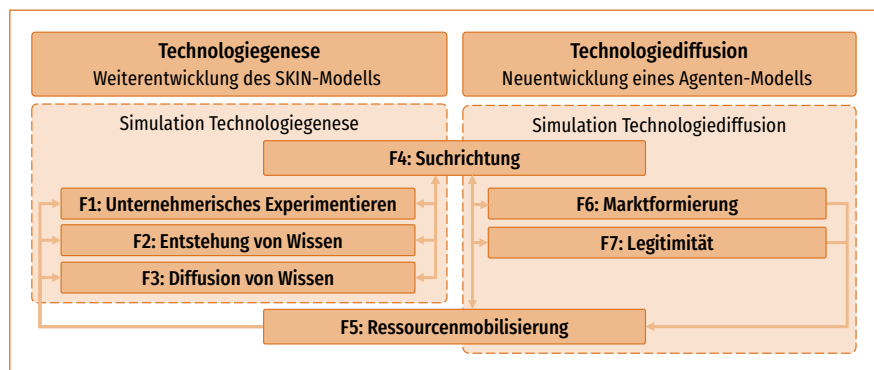 Technologiegenese
Weiterentwicklung des SKIN-Modells
Technologiediffusion
Neuentwicklung eines Agenten-Modells
Simulation Technologiegenese
Simulation Technologiediffusion
F4: Suchrichtung
F1: Unternehmerisches Experimentieren
F6: Marktformierung
F2: Entstehung von Wissen
F7: Legitimität
F3: Diffusion von Wissen
F5: Ressourcenmobilisierung